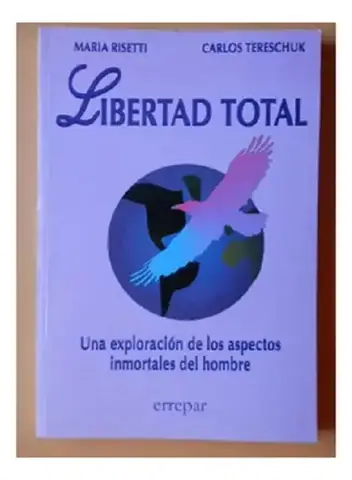 MARIA RISETTI CARLOS TERESCHUK
LIBERTAD TOTAL
Una exploración de los aspectos
inmortales del hombre
errepar